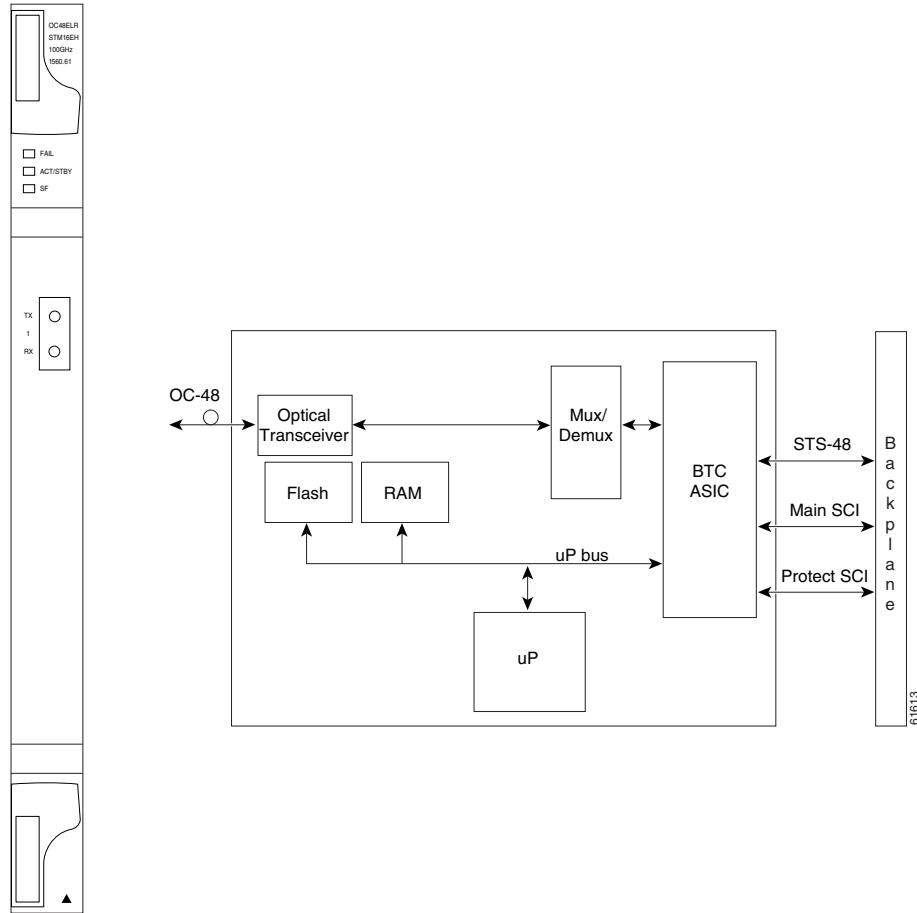 OC48ELR
STM16EH
100GHz
1560.61
FAIL
ACT/STBY
SF
TX
1
RX
OC-48
Optical
Transceiver
Flash
RAM
uP bus
uP
Mux/
Demux
BTC
ASIC
STS-48
Main SCI
Protect SCI
Backplane
61613